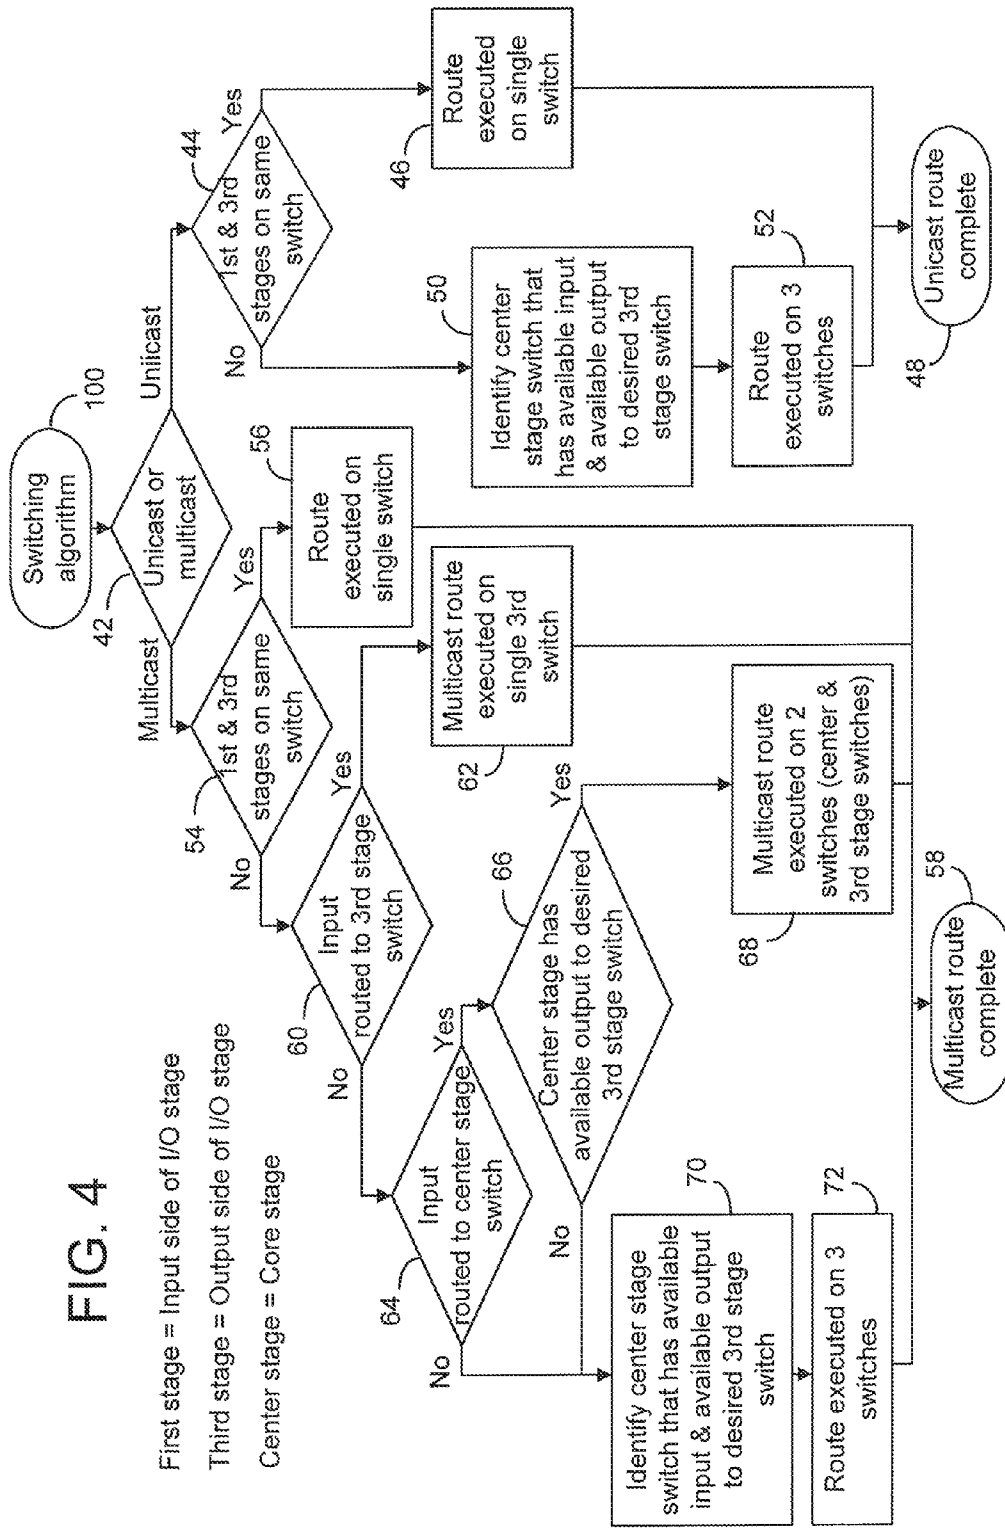 FIG. 4
First stage = Input side of I/O stage
Third stage = Output side of I/O stage
Center stage = Core stage
Switching
algorithm
100
42
Unicast or
multicast
Multicast
Uniicast
44
1st & 3rd
stages on same
switch
Yes
No
46
Route
executed
on single
switch
50
Identify center
stage switch that
has available input
& available output
to desired 3rd
stage switch
52
Route
executed on 3
switches
48
Unicast route
complete
54
1st & 3rd
stages on same
switch
Yes
No
56
Route
executed on
single switch
60
Input
routed to 3rd stage
switch
Yes
No
62
Multicast route
executed on
single 3rd
switch
64
Input
routed to center stage
switch
Yes
No
66
Center stage has
available output to desired
3rd stage switch
Yes
No
68
Multicast route
executed on 2
switches (center &
3rd stage switches)
70
Identify center stage
switch that has available
input & available output
to desired 3rd stage
switch
72
Route executed on 3
switches
58
Multicast route
complete